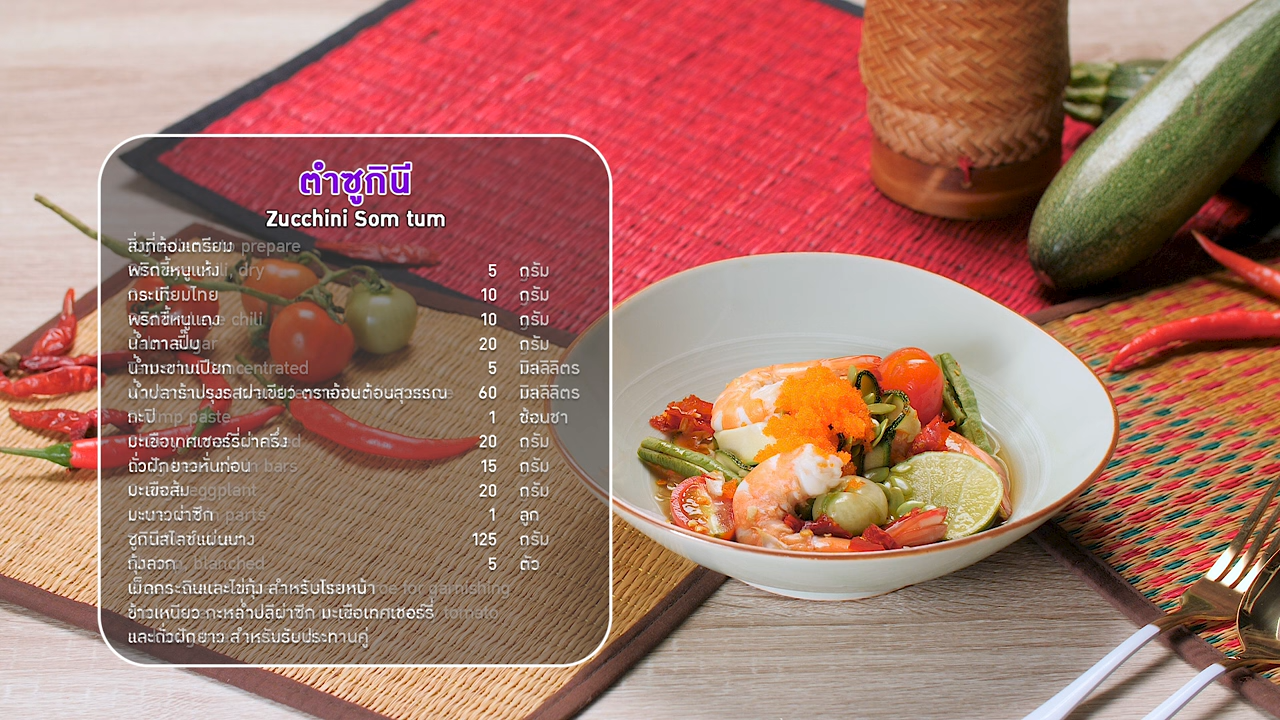 ตำซูกินี
Zucchini Som tum
สิ่งที่ต้องเตรียม prepare
พริกขี้หนูแห้ง dry 5 กรัม
กระเทียมไทย 10 กรัม
พริกขี้หนูแดง chili 10 กรัม
น้ำตาลปี๊บ 20 กรัม
น้ำมะขามเปียก concentrated 5 มิลลิลิตร
น้ำปลาร้าปรุงรสฝาเขียว ตราอ้อนต้อนสุวรรณ 60 มิลลิลิตร
กะปิ paste 1 ช้อนชา
มะเขือเทศเชอร์รี่ผ่าครึ่ง 20 กรัม
ถั่วฝักยาวหั่นท่อน bars 15 กรัม
มะเขือส้ม eggplant 20 กรัม
มะนาวผ่าซีก parts 1 ลูก
ซูกินีสไลซ์แผ่นบาง 125 กรัม
กุ้งลวก blanched 5 ตัว
เม็ดกระถินและไข่กุ้ง สำหรับโรยหน้า for garnishing
ข้าวเหนียว กะหล่ำปลีผ่าซีก มะเขือเทศเชอร์รี่ tomato
และถั่วฝักยาว สำหรับรับประทานคู่